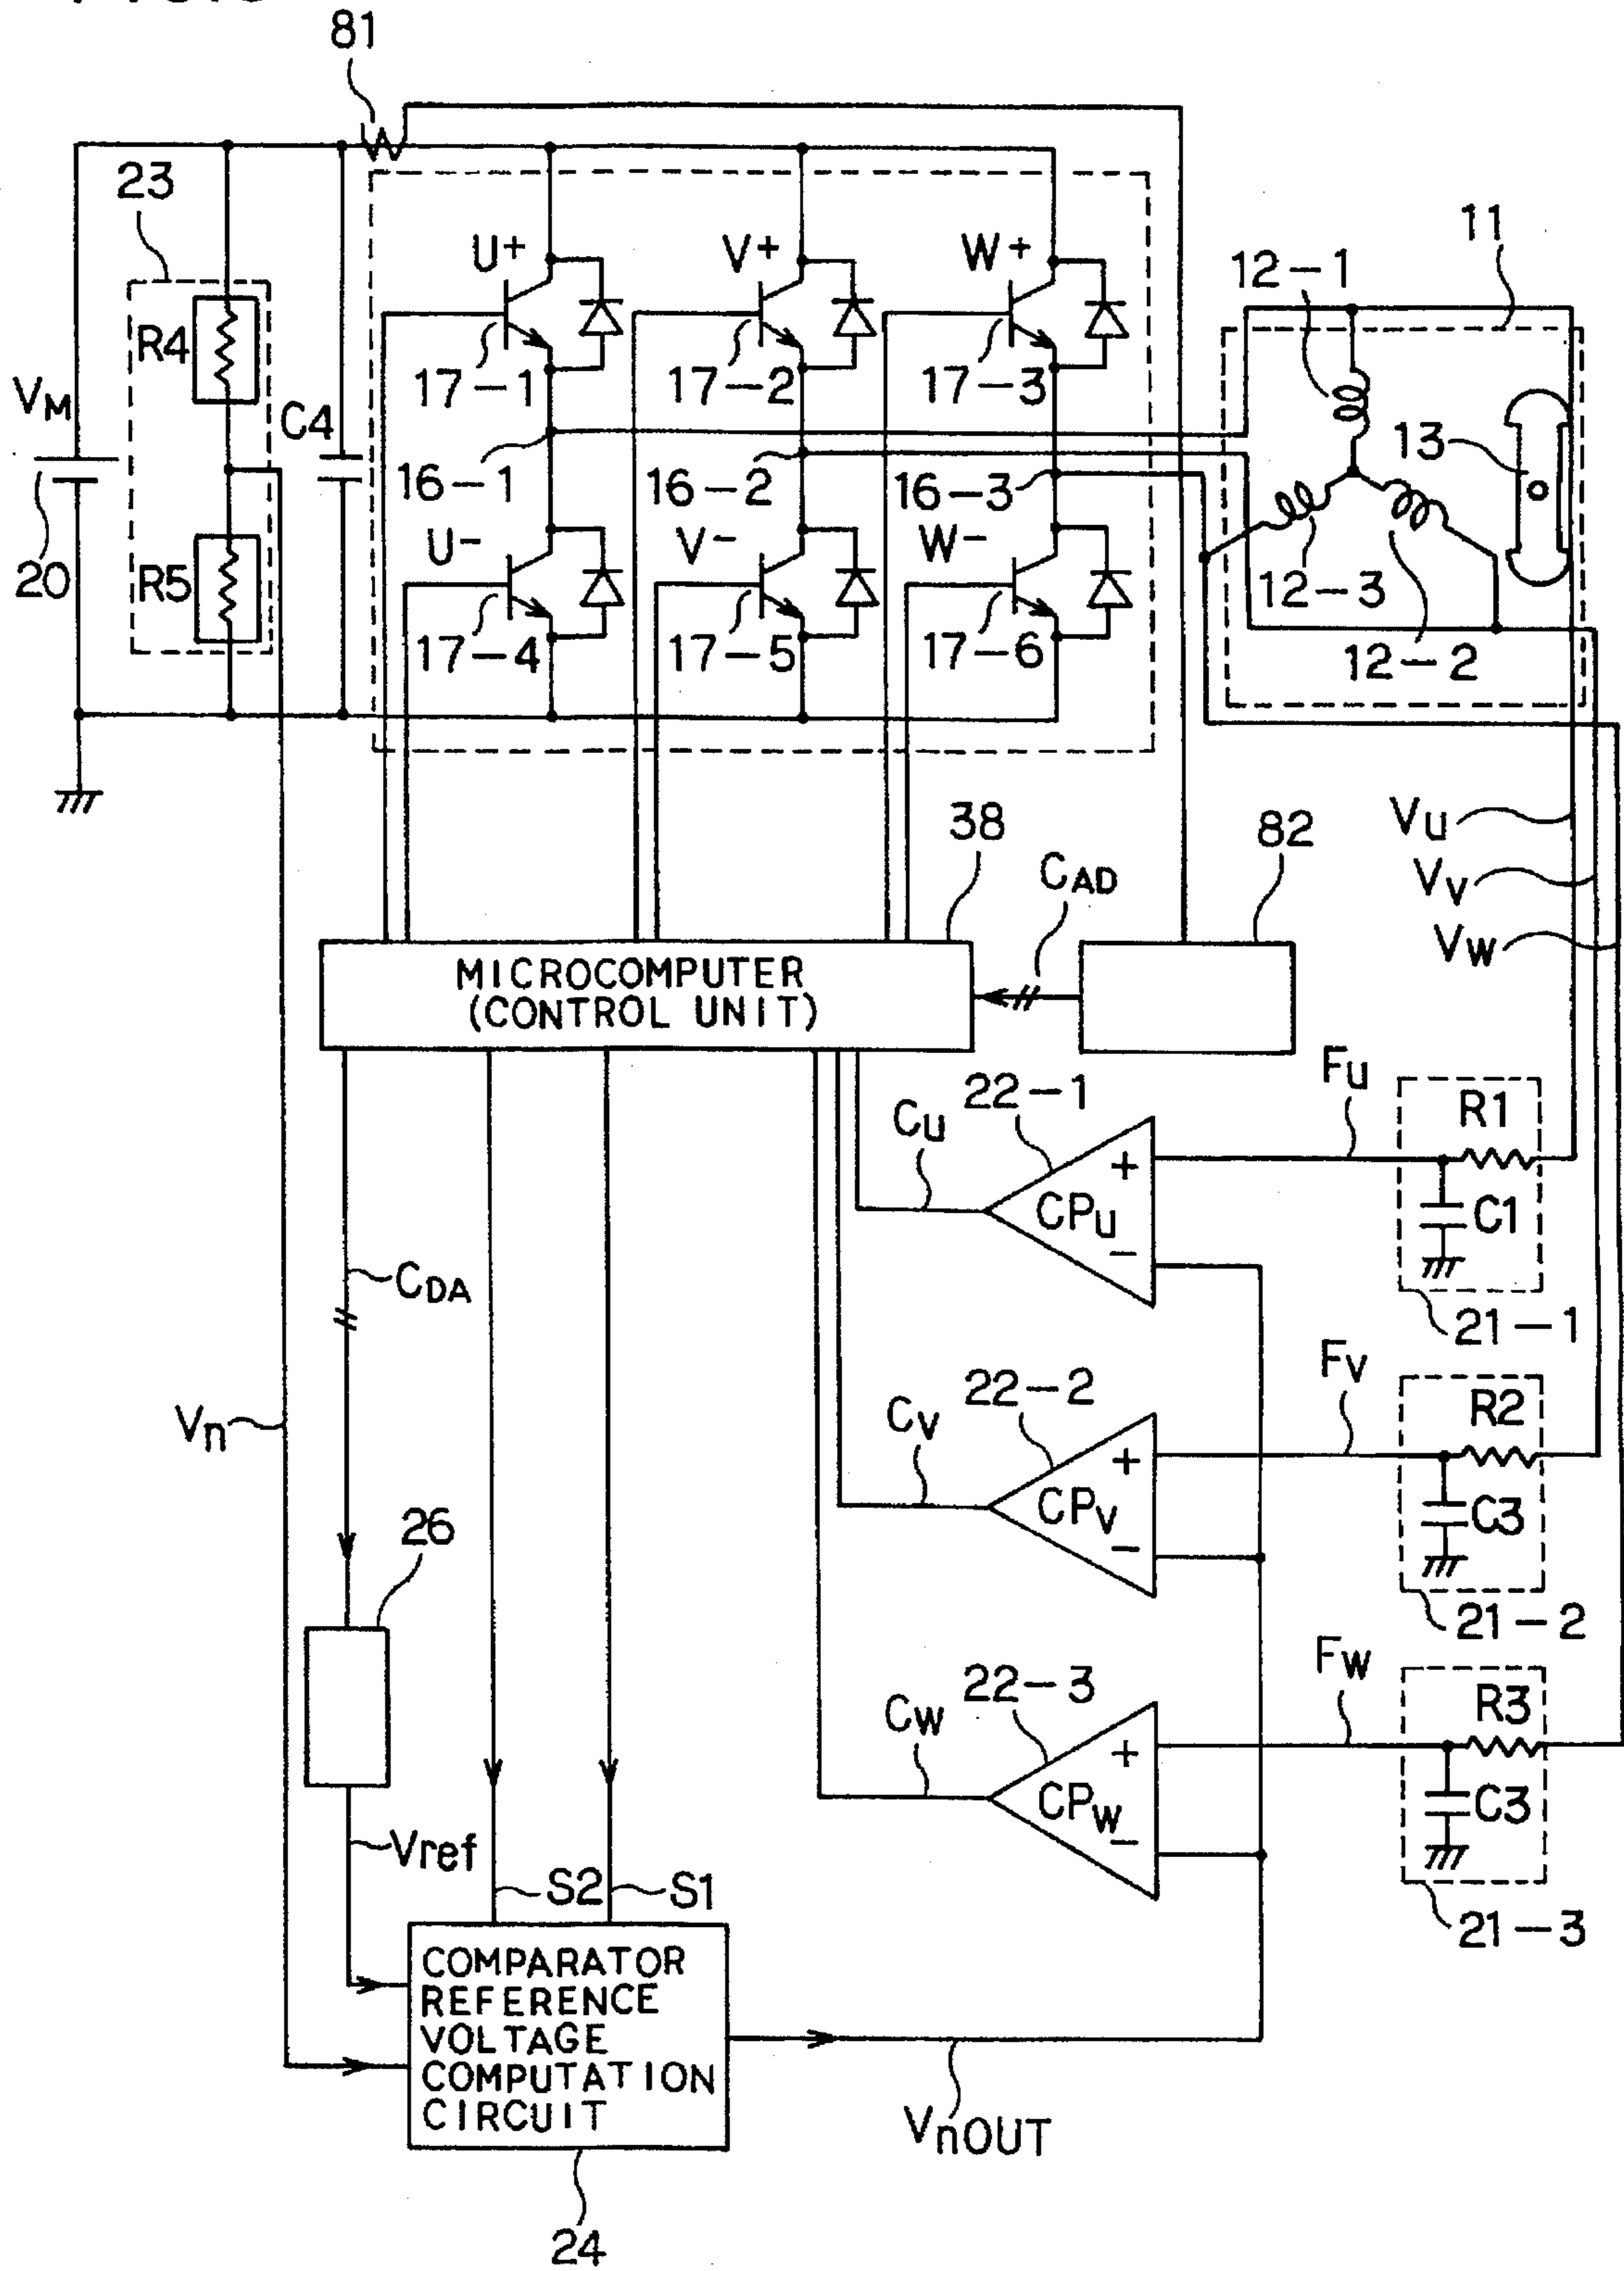 81
23
U+
V+
W+
11
12-1
R4
17-1
17-2
17-3
VM
C4
13
16-1
16-2
16-3
U-
V-
W-
20
R5
12-3
17-4
17-5
17-6
12-2
38
82
Vu
CAD
Vv
Vw
MICROCOMPUTER
(CONTROL UNIT)
Fu
22-1
R1
Cu
+
CPu
C1
-
CDA
21-1
Fv
22-2
R2
Cv
Vn
+
CPv
C3
-
26
21-2
Fw
22-3
R3
Cw
+
CPw
C3
-
Vref
S2
S1
21-3
COMPARATOR
REFERENCE
VOLTAGE
COMPUTATION
CIRCUIT
VnOUT
24